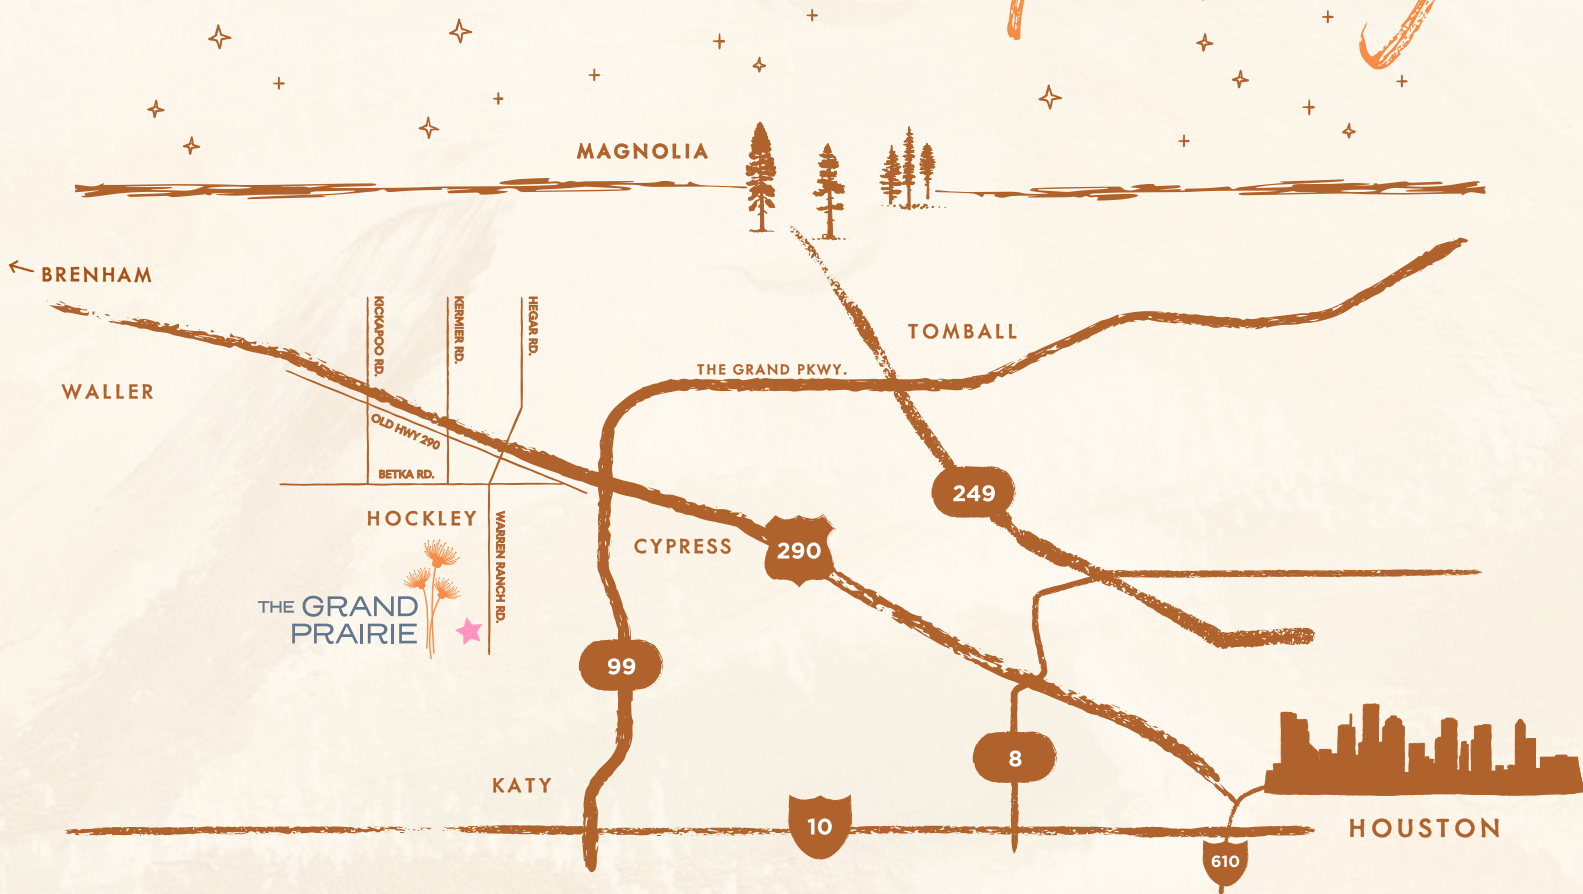 MAGNOLIA
BRENHAM
KICKAPOO RD.
KERMIER RD.
HEGAR RD.
TOMBALL
THE GRAND PKWY.
WALLER
OLD HWY 290
BETKA RD.
249
HOCKLEY
WARREN RANCH RD.
CYPRESS
290
THE GRAND
PRAIRIE
99
8
KATY
10
HOUSTON
610